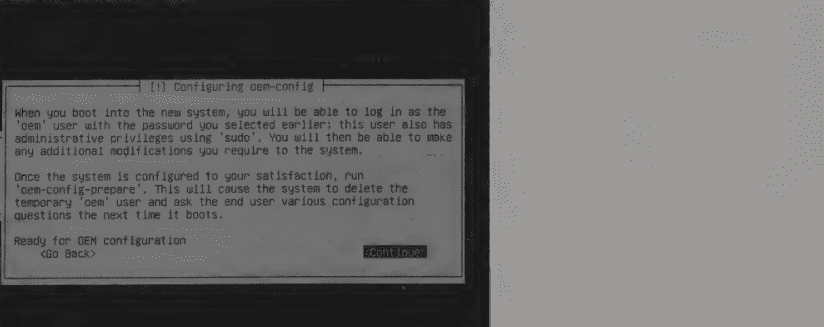 [!] Configuring oem-config
When you boot into the new system, you will be able to log in as the
'oem' user with the password you selected earlier; this user also has
administrative privileges using 'sudo'. You will then be able to make
any additional modifications you require to the system.
Once the system is configured to your satisfaction, run
'oem-config-prepare'. This will cause the system to delete the
temporary 'oem' user and ask the end user various configuration
questions the next time it boots.
Ready for OEM configuration
<Go Back> <Continue>